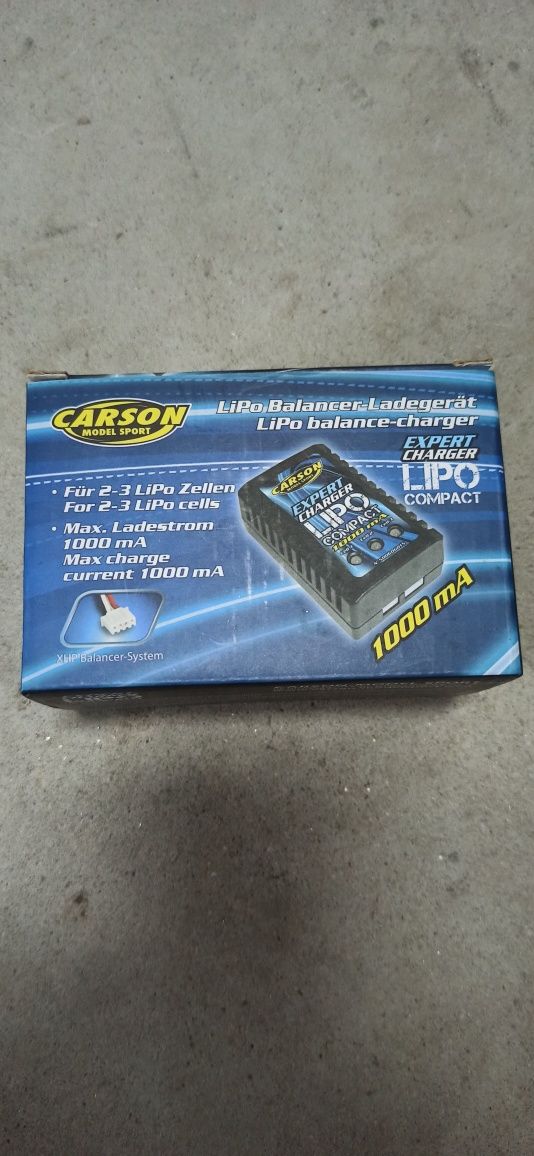 CARSON
MODEL SPORT
LiPo Balancer-Ladegerät
LiPo balance-charger
EXPERT
CHARGER
LIPO
COMPACT
• Für 2-3 LiPo Zellen
For 2-3 LiPo cells
• Max. Ladestrom
1000 mA
Max charge
current 1000 mA
XHP Balancer-System
CARSON
EXPERT
CHARGER
LIPO
COMPACT
1000 mA
1000 mA